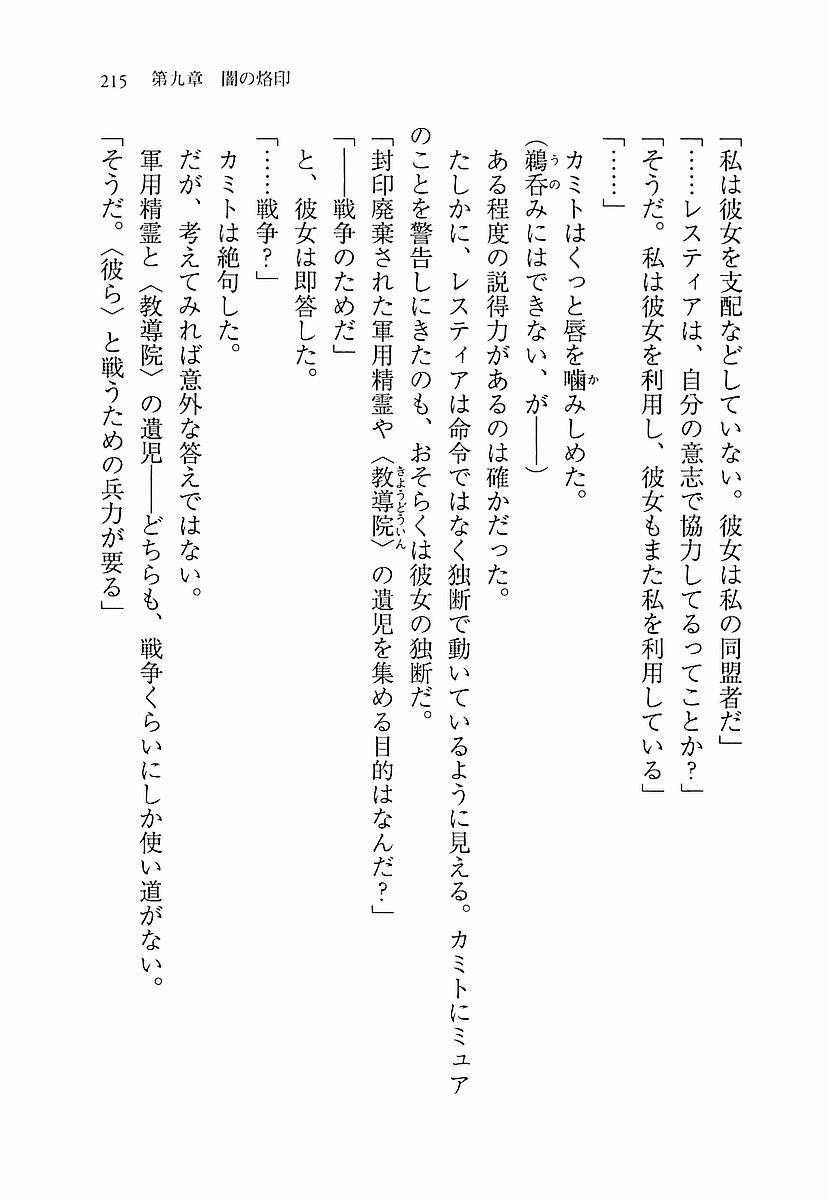 215　第九章　闇の烙印
「私は彼女を支配などしていない。彼女は私の同盟者だ」
「……レスティアは、自分の意志で協力してるってことか？」
「そうだ。私は彼女を利用し、彼女もまた私を利用している」
「……」
　カミトはくっと唇を噛みしめた。
（鵜呑みにはできない、が――）
　ある程度の説得力があるのは確かだった。
　たしかに、レスティアは命令ではなく独断で動いているように見える。カミトにミュア
のことを警告しにきたのも、おそらくは彼女の独断だ。
「封印廃棄された軍用精霊や〈教導院〉の遺児を集める目的はなんだ？」
「――戦争のためだ」
　と、彼女は即答した。
「……戦争？」
　カミトは絶句した。
　だが、考えてみれば意外な答えではない。
　軍用精霊と〈教導院〉の遺児――どちらも、戦争くらいにしか使い道がない。
「そうだ。〈彼ら〉と戦うための兵力が要る」